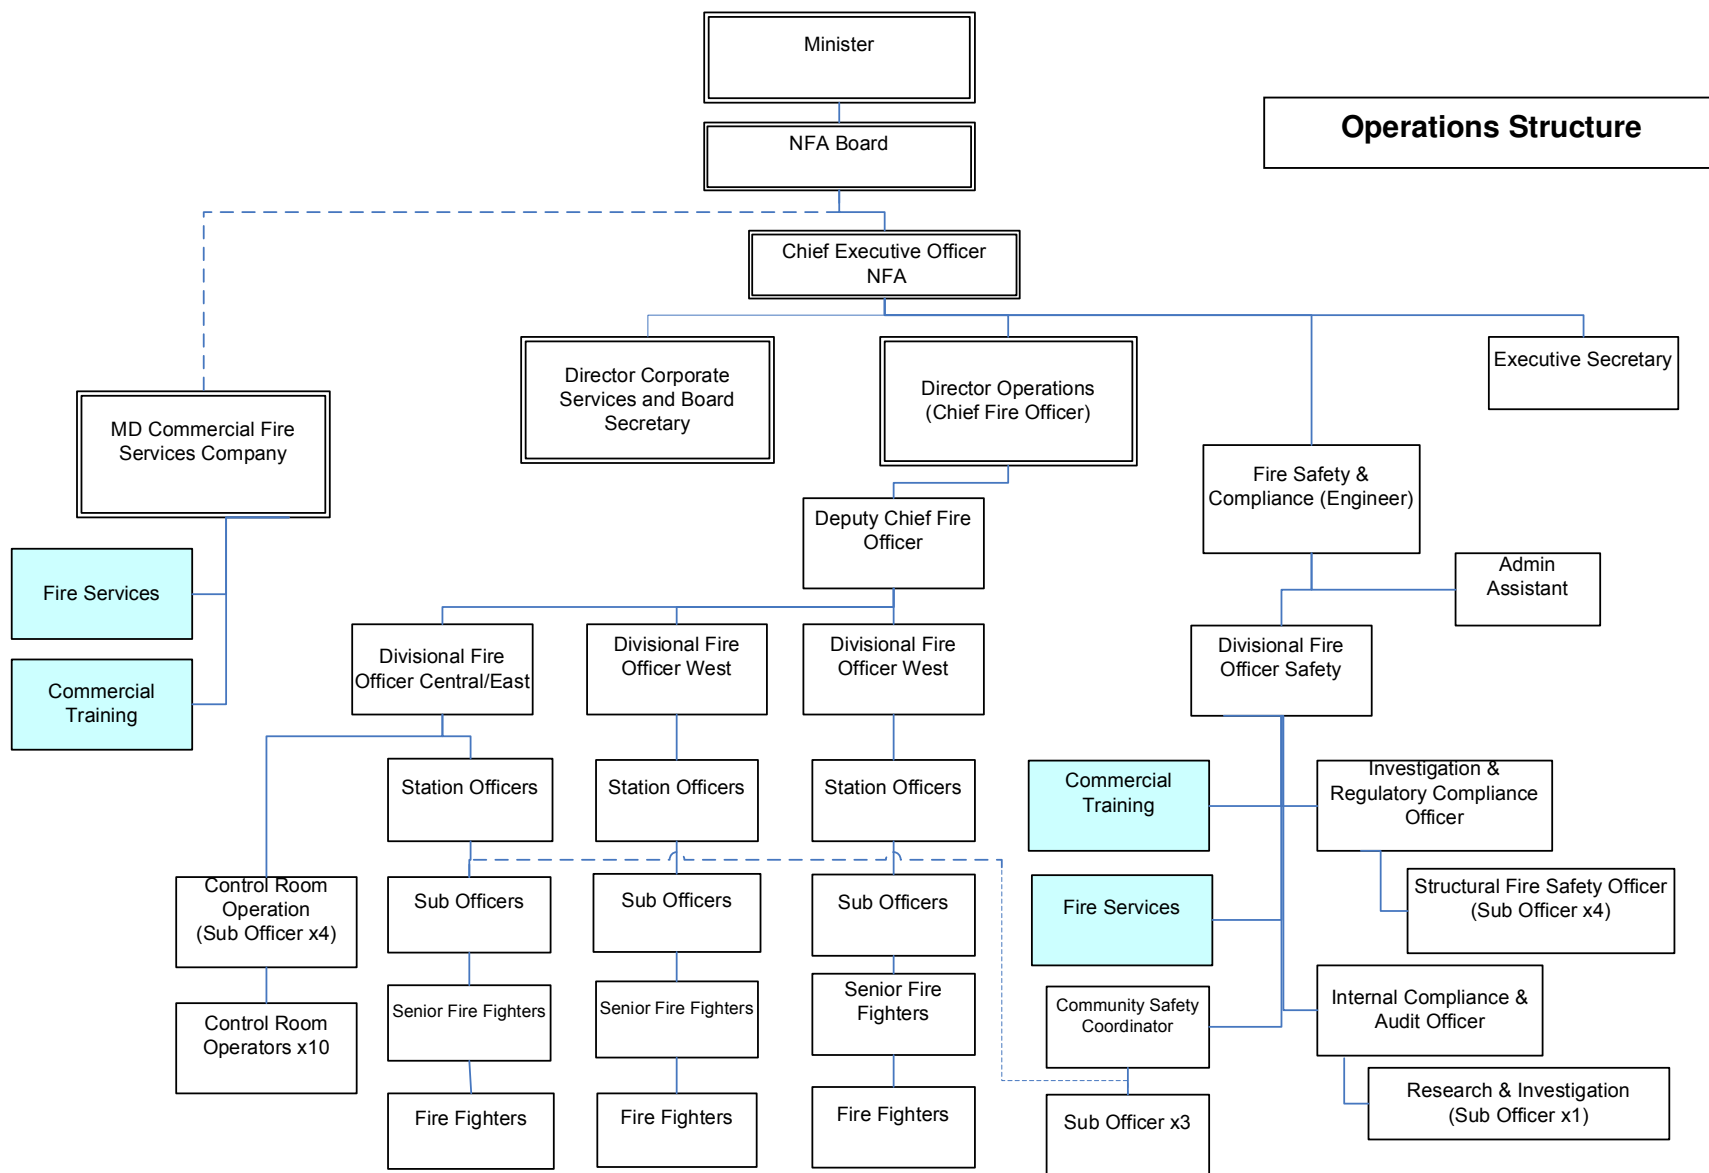 Minister
Operations Structure
NFA Board
Chief Executive Officer
NFA
Director Corporate
Services and Board
Secretary
Director Operations
(Chief Fire Officer)
Executive Secretary
MD Commercial Fire
Services Company
Fire Safety &
Compliance (Engineer)
Deputy Chief Fire
Officer
Admin
Assistant
Fire Services
Commercial
Training
Divisional Fire
Officer Central/East
Divisional Fire
Officer West
Divisional Fire
Officer West
Divisional Fire
Officer Safety
Station Officers
Station Officers
Station Officers
Commercial
Training
Investigation &
Regulatory Compliance
Officer
Control Room
Operation
(Sub Officer x4)
Sub Officers
Sub Officers
Sub Officers
Fire Services
Structural Fire Safety Officer
(Sub Officer x4)
Control Room
Operators x10
Senior Fire Fighters
Senior Fire Fighters
Senior Fire
Fighters
Community Safety
Coordinator
Internal Compliance &
Audit Officer
Fire Fighters
Fire Fighters
Fire Fighters
Sub Officer x3
Research & Investigation
(Sub Officer x1)